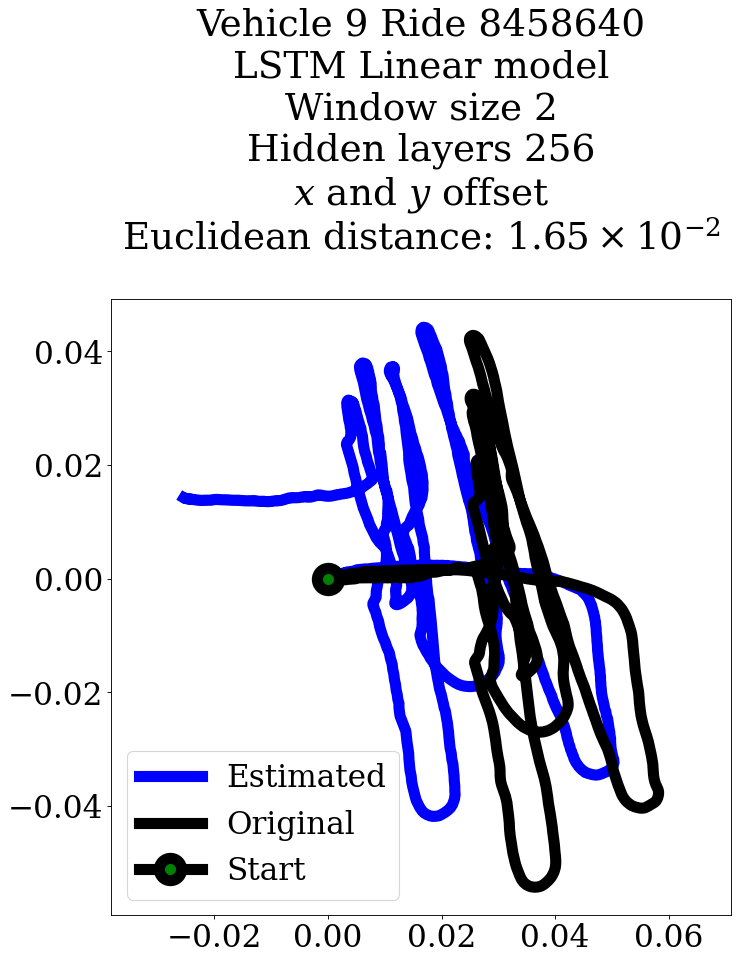 Vehicle 9 Ride 8458640
LSTM Linear model
Window size 2
Hidden layers 256
x and y offset
Euclidean distance: 1.65 × 10⁻²
0.04
0.02
0.00
−0.02
−0.04
Estimated
Original
Start
−0.02 0.00 0.02 0.04 0.06